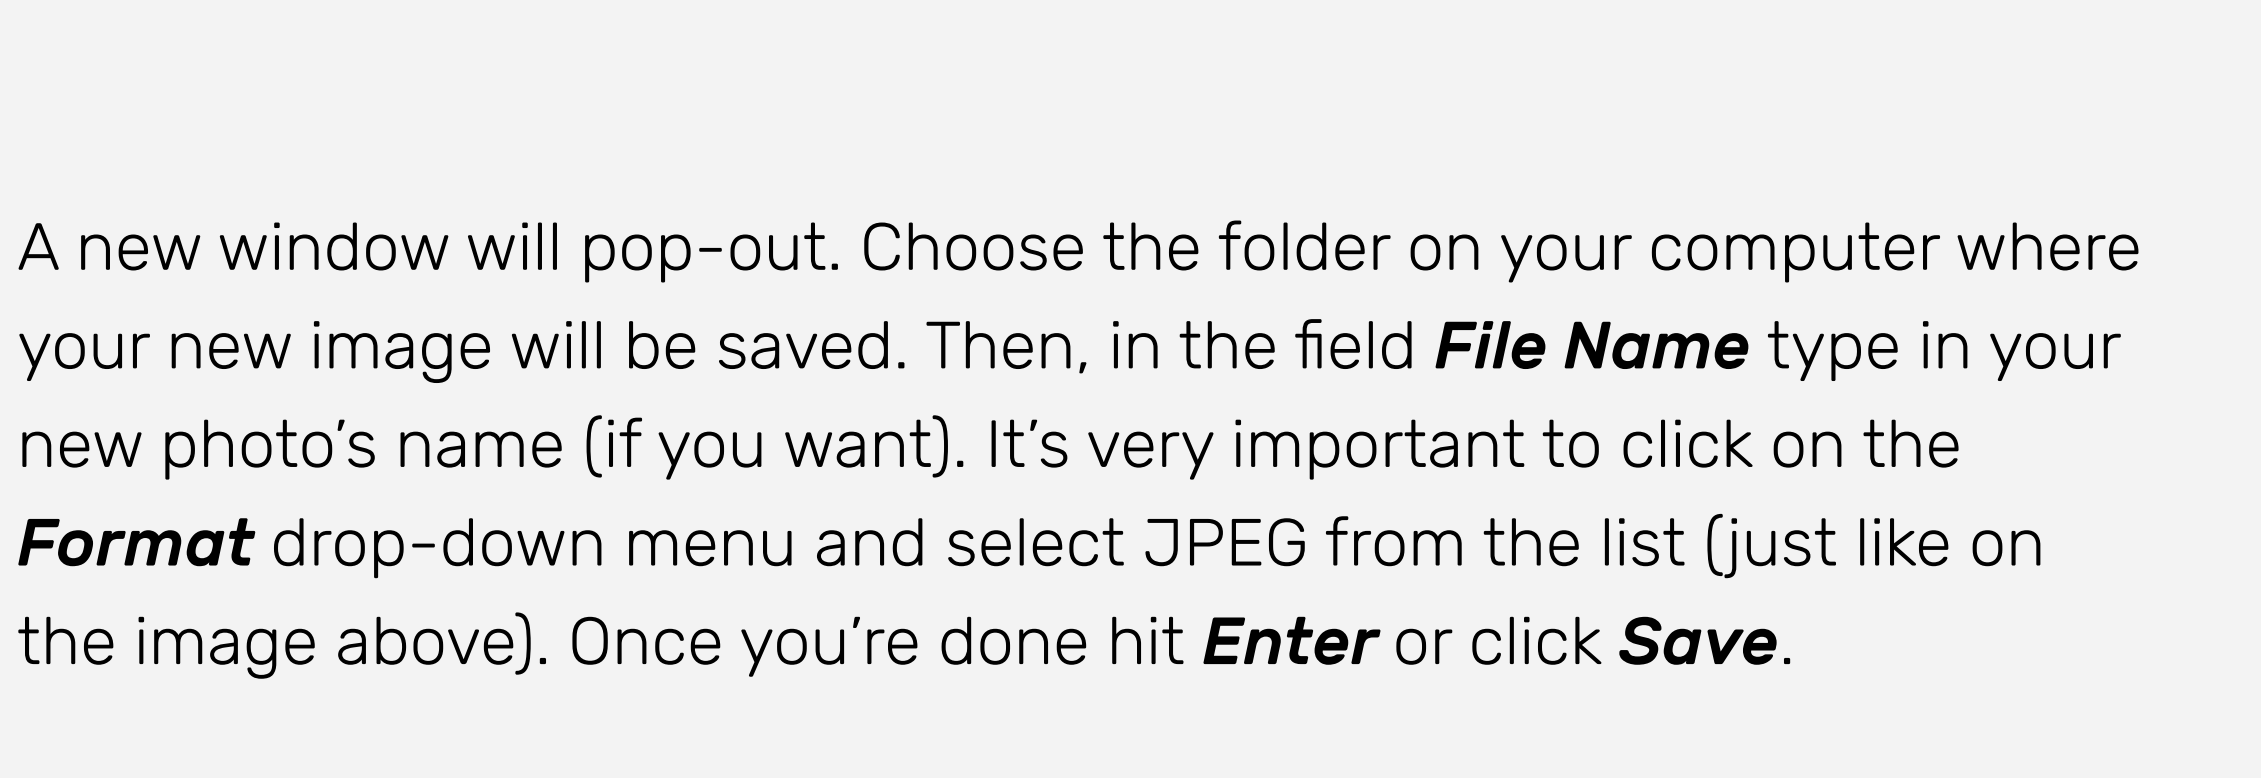 A new window will pop-out. Choose the folder on your computer where
your new image will be saved. Then, in the field File Name type in your
new photo’s name (if you want). It’s very important to click on the
Format drop-down menu and select JPEG from the list (just like on
the image above). Once you’re done hit Enter or click Save.